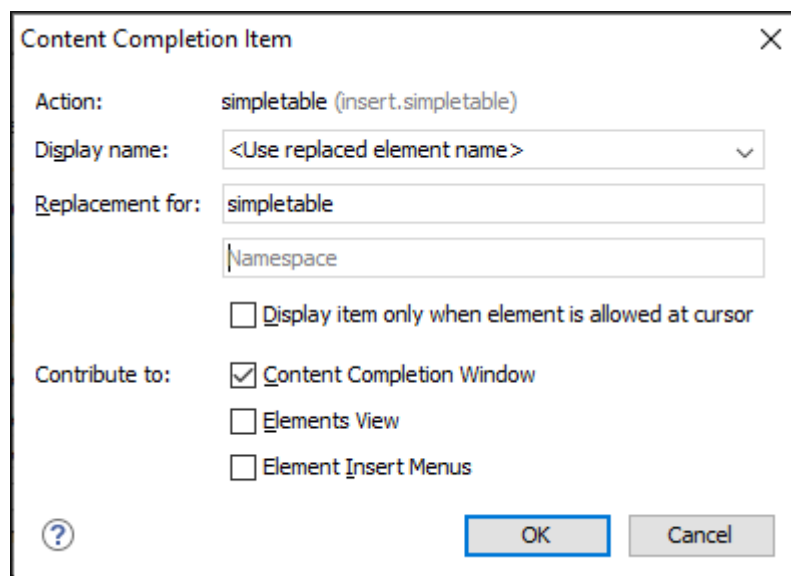 Content Completion Item
Action: simpletable (insert.simpletable)
Display name: <Use replaced element name>
Replacement for: simpletable
Namespace
Display item only when element is allowed at cursor
Contribute to: Content Completion Window
Elements View
Element Insert Menus
? OK Cancel